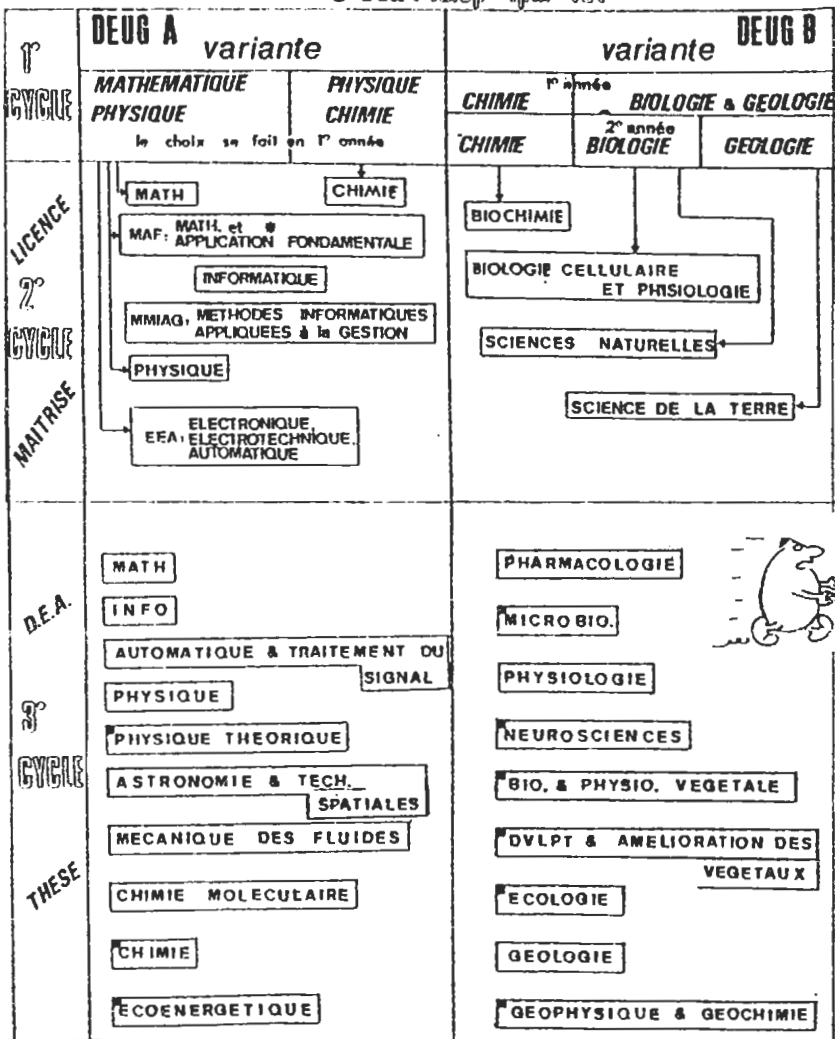 DEUG A
variante
MATHEMATIQUE
PHYSIQUE
PHYSIQUE
CHIMIE
le choix se fait en 1° année
DEUG B
variante
1° année
CHIMIE
BIOLOGIE & GEOLOGIE
2° année
CHIMIE
BIOLOGIE
GEOLOGIE
1°
CYCLE
LICENCE
2°
CYCLE
MAITRISE
MATH
CHIMIE
MAF: MATH. et *
APPLICATION FONDAMENTALE
INFORMATIQUE
MMIAG, METHODES INFORMATIQUES
APPLIQUEES à la GESTION
PHYSIQUE
EEA, ELECTRONIQUE,
ELECTROTECHNIQUE,
AUTOMATIQUE
BIOCHIMIE
BIOLOGIE CELLULAIRE
ET PHISIOLOGIE
SCIENCES NATURELLES
SCIENCE DE LA TERRE
D.E.A.
3°
CYCLE
THESE
MATH
INFO
AUTOMATIQUE & TRAITEMENT DU
SIGNAL
PHYSIQUE
PHYSIQUE THEORIQUE
ASTRONOMIE & TECH.
SPATIALES
MECANIQUE DES FLUIDES
CHIMIE MOLECULAIRE
CHIMIE
ECOENERGETIQUE
PHARMACOLOGIE
MICROBIO.
PHYSIOLOGIE
NEUROSCIENCES
BIO. & PHYSIO. VEGETALE
DVLPT & AMELIORATION DES
VEGETAUX
ECOLOGIE
GEOLOGIE
GEOPHYSIQUE & GEOCHIMIE